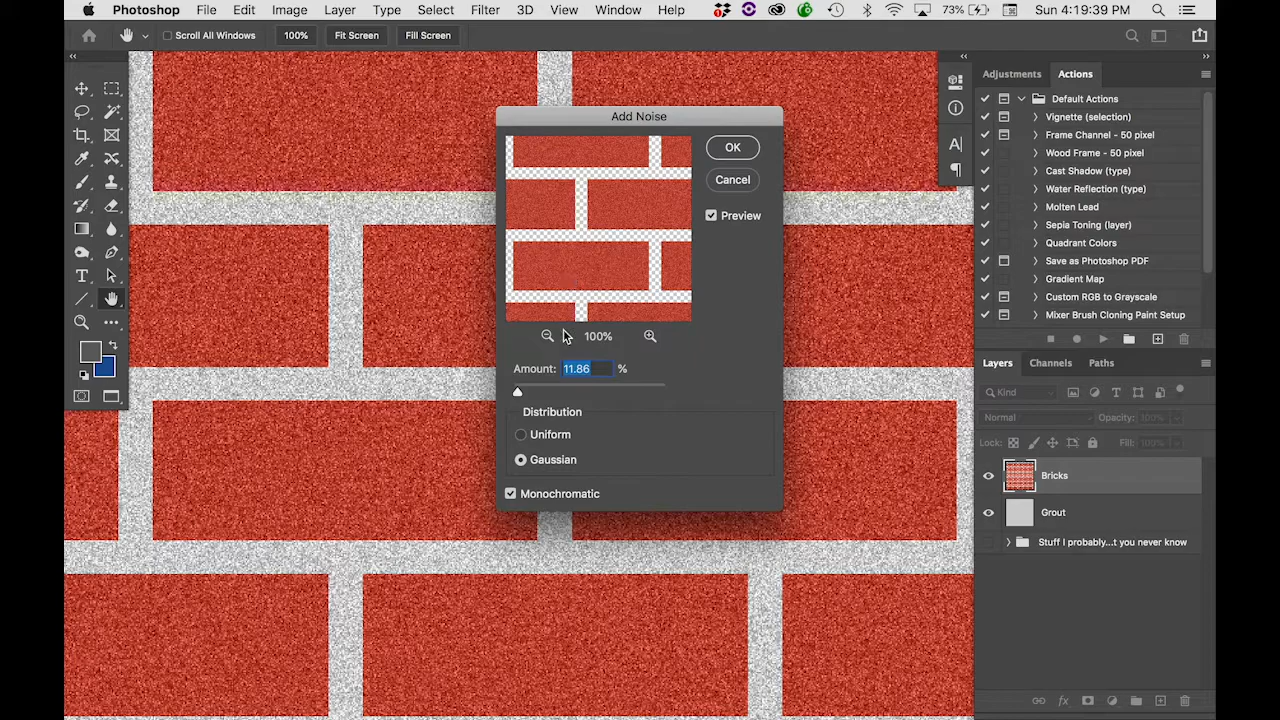 Photoshop File Edit Image Layer Type Select Filter 3D View Window Help 73% Sun 4:19:39 PM
Scroll All Windows 100% Fit Screen Fill Screen
Add Noise
OK
Cancel
Preview
100%
Amount: 11.86 %
Distribution
Uniform
Gaussian
Monochromatic
Adjustments Actions
Default Actions
Vignette (selection)
Frame Channel - 50 pixel
Wood Frame - 50 pixel
Cast Shadow (type)
Water Reflection (type)
Molten Lead
Sepia Toning (layer)
Quadrant Colors
Save as Photoshop PDF
Gradient Map
Custom RGB to Grayscale
Mixer Brush Cloning Paint Setup
Layers Channels Paths
Kind
Normal Opacity: 100%
Lock: Fill: 100%
Bricks
Grout
Stuff I probably...t you never know